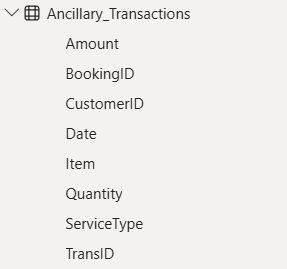 Ancillary_Transactions
Amount
BookingID
CustomerID
Date
Item
Quantity
ServiceType
TransID